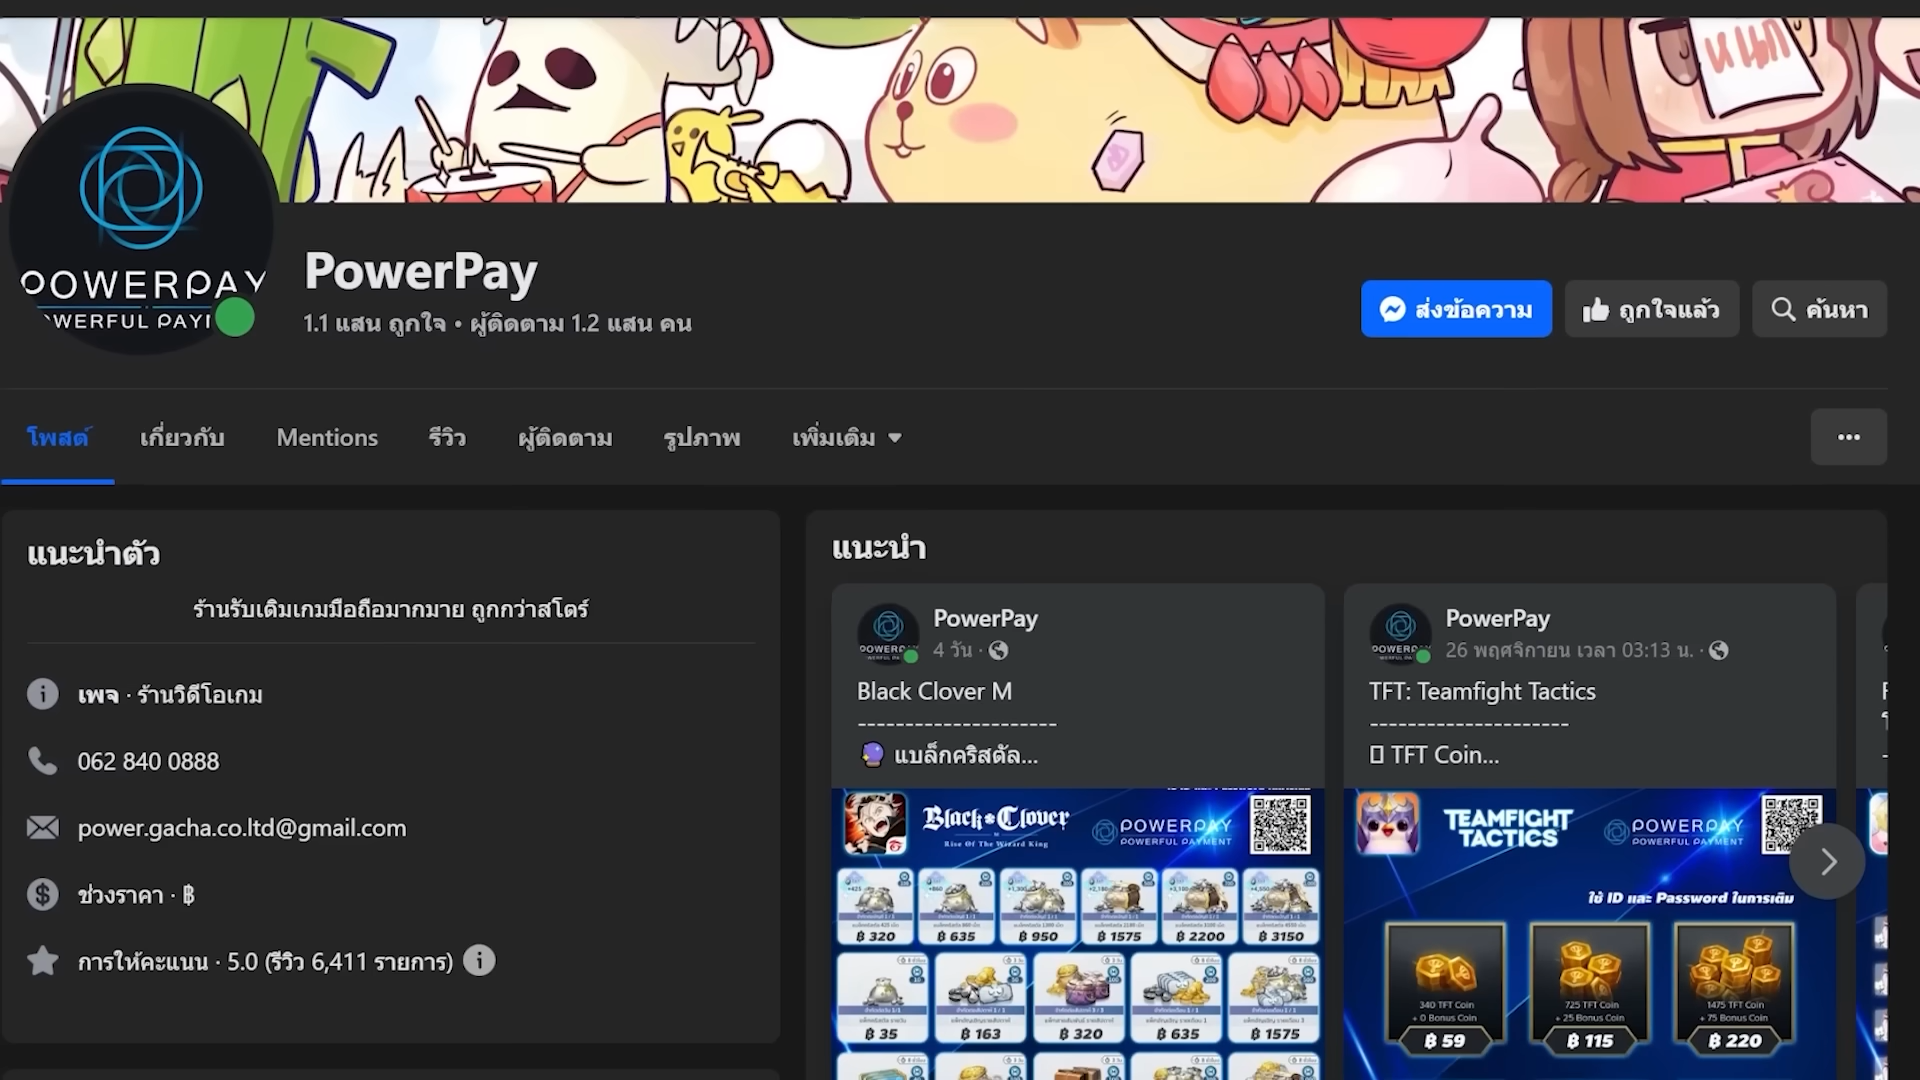 หนัก
POWERPAY
PowerPay
1.1 แสน ถูกใจ • ผู้ติดตาม 1.2 แสน คน
ส่งข้อความ
ถูกใจแล้ว
ค้นหา
โพสต์
เกี่ยวกับ
Mentions
รีวิว
ผู้ติดตาม
รูปภาพ
เพิ่มเติม
แนะนำตัว
ร้านรับเติมเกมมือถือมากมาย ถูกกว่าสโตร์
เพจ · ร้านวิดีโอเกม
062 840 0888
power.gacha.co.ltd@gmail.com
ช่วงราคา · ฿
การให้คะแนน · 5.0 (รีวิว 6,411 รายการ)
แนะนำ
PowerPay
4 วัน ·
Black Clover M
---------------------
แบล็กคริสตัล...
Black Clover
M
Rise Of The Wizard King
POWERPAY
POWERFUL PAYMENT
฿ 320
฿ 635
฿ 950
฿ 1575
฿ 2200
฿ 3150
฿ 35
฿ 163
฿ 320
฿ 635
฿ 1575
PowerPay
26 พฤศจิกายน เวลา 03:13 น. ·
TFT: Teamfight Tactics
---------------------
TFT Coin...
TEAMFIGHT
TACTICS
POWERPAY
POWERFUL PAYMENT
ใช้ ID และ Password ในการเติม
340 TFT Coin
+ 0 Bonus Coin
฿ 59
725 TFT Coin
+ 25 Bonus Coin
฿ 115
1475 TFT Coin
+ 75 Bonus Coin
฿ 220